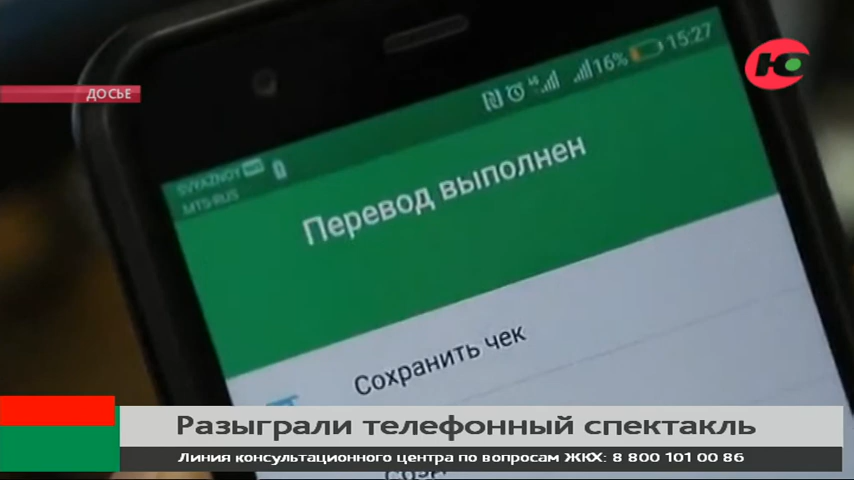 ДОСЬЕ
Ю
SVYAZNOY
MTS-RUS
16% 15:27
Перевод выполнен
Сохранить чек
Разыграли телефонный спектакль
Линия консультационного центра по вопросам ЖКХ: 8 800 101 00 86